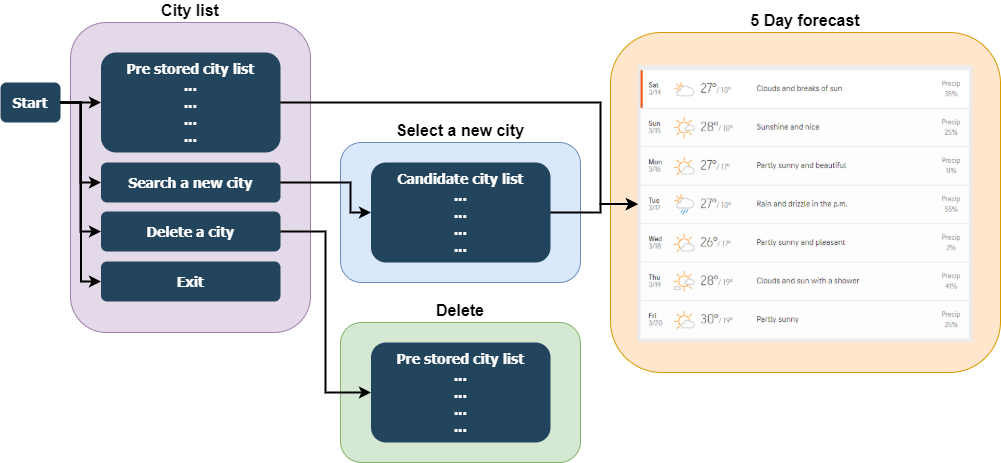 City list
5 Day forecast
Start
Pre stored city list
...
...
...
...
Search a new city
Delete a city
Exit
Select a new city
Candidate city list
...
...
...
...
Delete
Pre stored city list
...
...
...
...
Sat
3/14
27°/18°
Clouds and breaks of sun
Precip
35%
Sun
3/15
28°/18°
Sunshine and nice
Precip
25%
Mon
3/16
27°/17°
Partly sunny and beautiful
Precip
11%
Tue
3/17
27°/18°
Rain and drizzle in the p.m.
Precip
55%
Wed
3/18
26°/17°
Partly sunny and pleasant
Precip
2%
Thu
3/19
28°/19°
Clouds and sun with a shower
Precip
41%
Fri
3/20
30°/19°
Partly sunny
Precip
25%